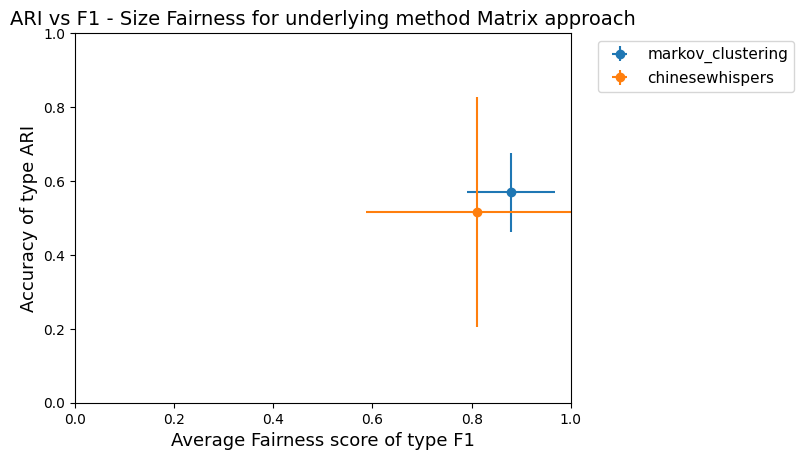 ARI vs F1 - Size Fairness for underlying method Matrix approach
markov_clustering
chinesewhispers
Accuracy of type ARI
1.0
0.8
0.6
0.4
0.2
0.0
0.0 0.2 0.4 0.6 0.8 1.0
Average Fairness score of type F1